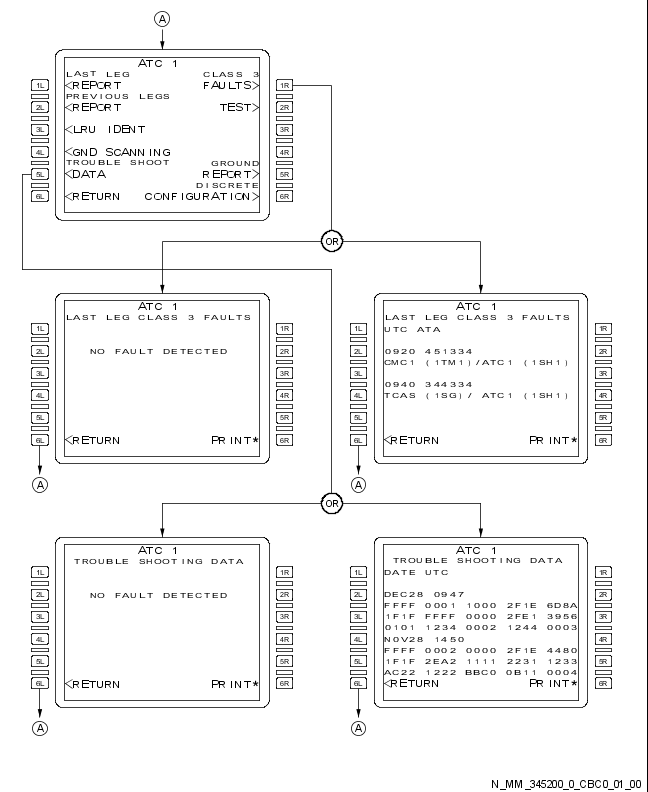 A
ATC 1
LAST LEG CLASS 3
1L <REPORT FAULTS> 1R
PREVIOUS LEGS
2L <REPORT TEST> 2R
3L <LRU IDENT 3R
4L <GND SCANNING 4R
TROUBLE SHOOT GROUND
5L <DATA REPORT> 5R
DISCRETE
6L <RETURN CONFIGURATION> 6R
OR
ATC 1
LAST LEG CLASS 3 FAULTS
1L 1R
2L NO FAULT DETECTED 2R
3L 3R
4L 4R
5L 5R
6L <RETURN PRINT* 6R
A
ATC 1
LAST LEG CLASS 3 FAULTS
1L UTC ATA 1R
2L 0920 451334 2R
CMC1 (1TM1)/ATC1 (1SH1)
3L 3R
0940 344334
4L TCAS (1SG)/ ATC1 (1SH1) 4R
5L 5R
6L <RETURN PRINT* 6R
A
OR
ATC 1
TROUBLE SHOOTING DATA
1L 1R
2L NO FAULT DETECTED 2R
3L 3R
4L 4R
5L 5R
6L <RETURN PRINT* 6R
A
ATC 1
TROUBLE SHOOTING DATA
1L DATE UTC 1R
2L DEC28 0947 2R
FFFF 0001 1000 2F1E 6D8A
3L 1F1F FFFF 0000 2FE1 3956 3R
0101 1234 0002 1244 0003
4L N0V28 1450 4R
FFFF 0002 0000 2F1E 4480
5L 1F1F 2EA2 1111 2231 1233 5R
AC22 1222 BBC0 0B11 0004
6L <RETURN PRINT* 6R
A
N_MM_345200_0_CBC0_01_00